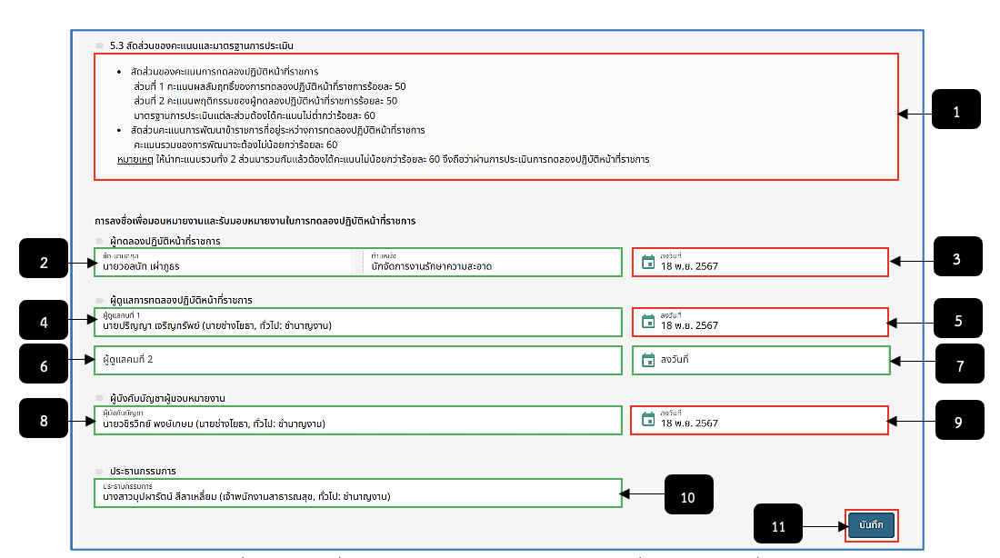 5.3 สัดส่วนของคะแนนและมาตรฐานการประเมิน
• สัดส่วนของคะแนนการทดลองปฏิบัติหน้าที่ราชการ
ส่วนที่ 1 คะแนนผลสัมฤทธิ์ของการทดลองปฏิบัติหน้าที่ราชการร้อยละ 50
ส่วนที่ 2 คะแนนพฤติกรรมของผู้ทดลองปฏิบัติหน้าที่ราชการร้อยละ 50
มาตรฐานการประเมินแต่ละส่วนต้องได้คะแนนไม่ต่ำกว่าร้อยละ 60
• สัดส่วนคะแนนการพัฒนาข้าราชการที่อยู่ระหว่างการทดลองปฏิบัติหน้าที่ราชการ
คะแนนรวมของการพัฒนาจะต้องไม่น้อยกว่าร้อยละ 60
หมายเหตุ ให้นำคะแนนรวมทั้ง 2 ส่วนมารวมกันแล้วต้องได้คะแนนไม่น้อยกว่าร้อยละ 60 จึงถือว่าผ่านการประเมินการทดลองปฏิบัติหน้าที่ราชการ
1
การลงชื่อเพื่อมอบหมายงานและรับมอบหมายงานในการทดลองปฏิบัติหน้าที่ราชการ
ผู้ทดลองปฏิบัติหน้าที่ราชการ
2
ชื่อ-นามสกุล ตำแหน่ง ลงวันที่
นายวอลนัท เผ่าภูธร นักจัดการงานรักษาความสะอาด 18 พ.ย. 2567
3
ผู้ดูแลการทดลองปฏิบัติหน้าที่ราชการ
4
ผู้ดูแลคนที่ 1 ลงวันที่
นายปริญญา เจริญทรัพย์ (นายช่างโยธา, ทั่วไป: ชำนาญงาน) 18 พ.ย. 2567
5
6
ผู้ดูแลคนที่ 2 ลงวันที่
7
ผู้บังคับบัญชาผู้มอบหมายงาน
8
ผู้บังคับบัญชา ลงวันที่
นายวชิรวิทย์ พงษ์เกษม (นายช่างโยธา, ทั่วไป: ชำนาญงาน) 18 พ.ย. 2567
9
ประธานกรรมการ
ประธานกรรมการ
นางสาวบุปผารัตน์ สีลาเหลี่ยม (เจ้าพนักงานสาธารณสุข, ทั่วไป: ชำนาญงาน)
10
11
บันทึก